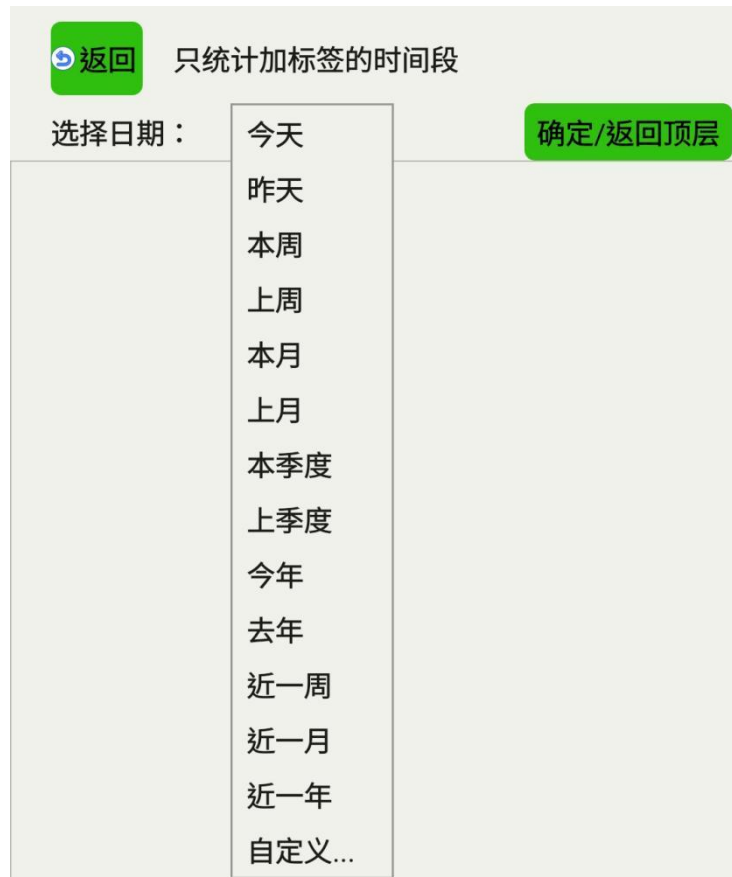 返回 只统计加标签的时间段
选择日期： 今天 确定/返回顶层
昨天
本周
上周
本月
上月
本季度
上季度
今年
去年
近一周
近一月
近一年
自定义...